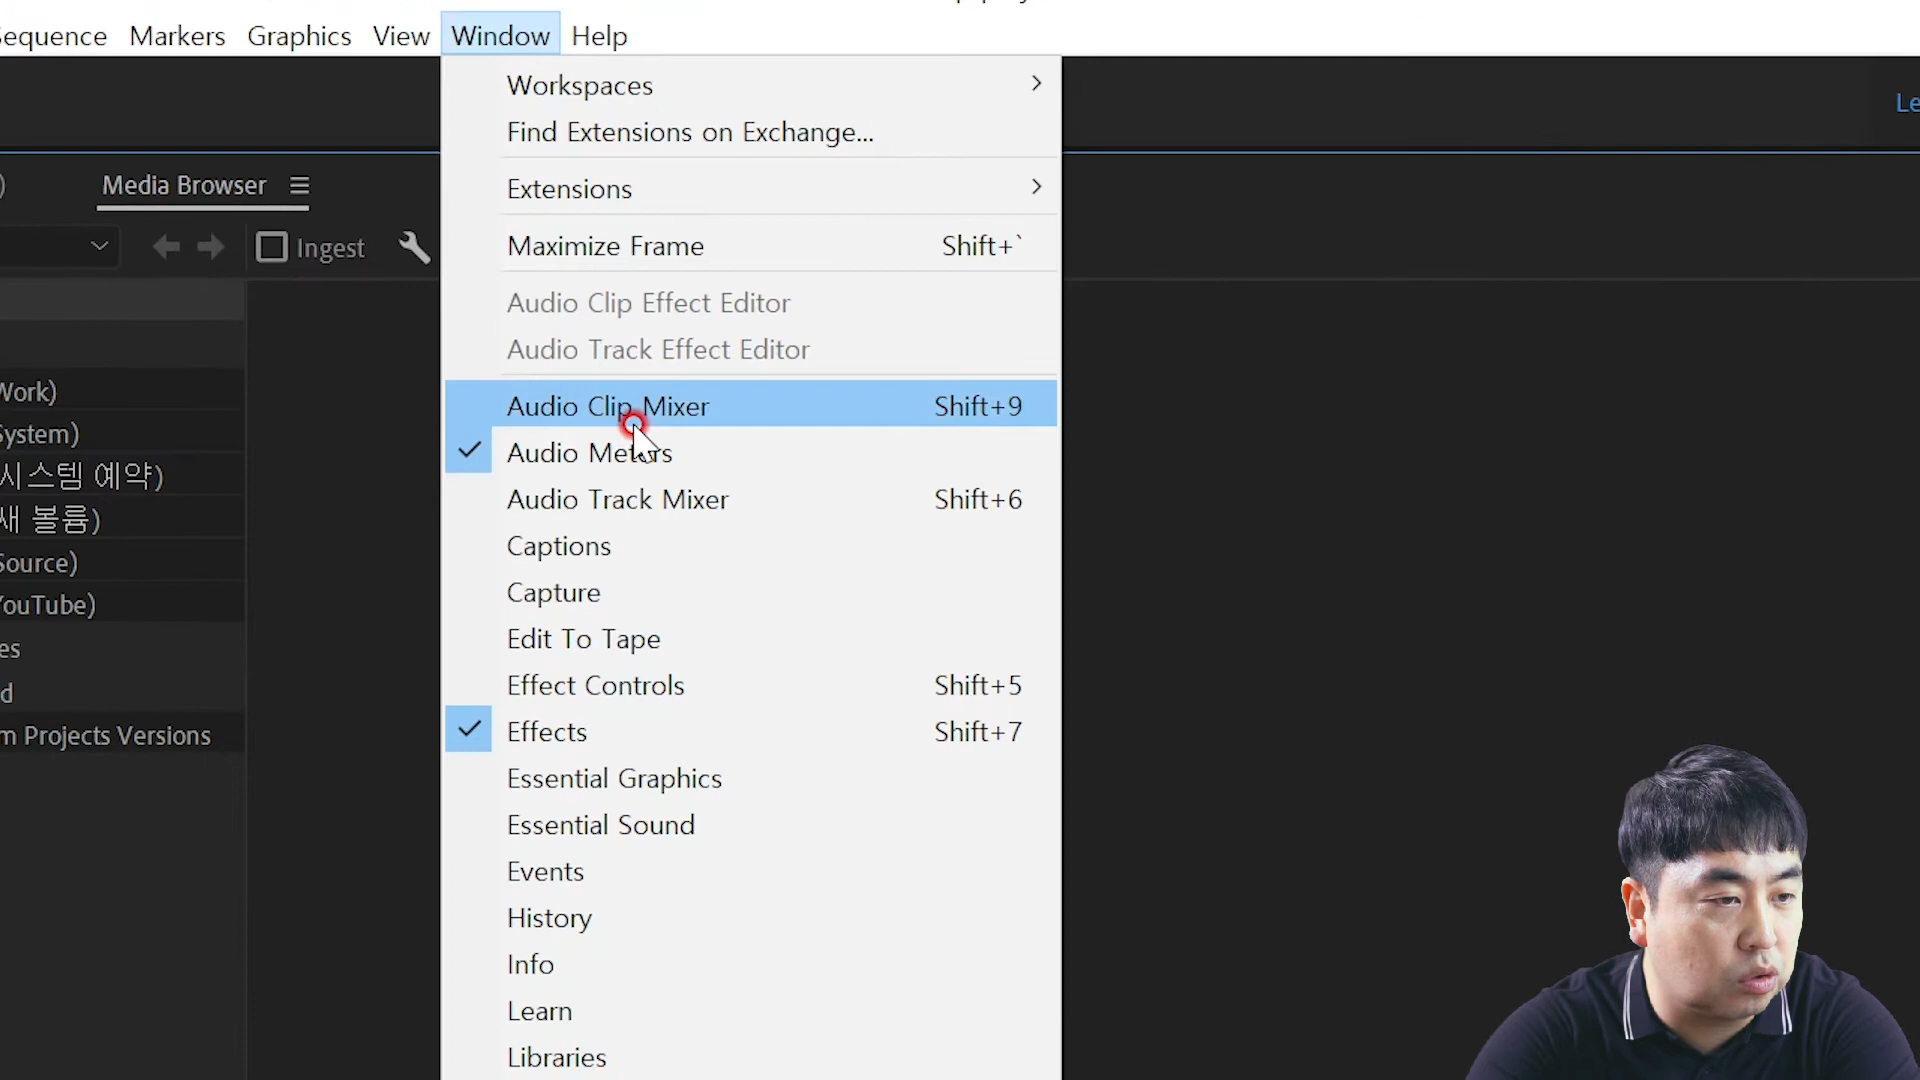 Sequence Markers Graphics View Window Help
Workspaces
Find Extensions on Exchange...
Le
Media Browser
Extensions
Ingest
Maximize Frame Shift+`
Audio Clip Effect Editor
Audio Track Effect Editor
Work)
Audio Clip Mixer Shift+9
System)
Audio Meters
시스템 예약)
Audio Track Mixer Shift+6
새 볼륨)
Captions
Source)
Capture
YouTube)
Edit To Tape
es
Effect Controls Shift+5
d
m Projects Versions
Effects Shift+7
Essential Graphics
Essential Sound
Events
History
Info
Learn
Libraries